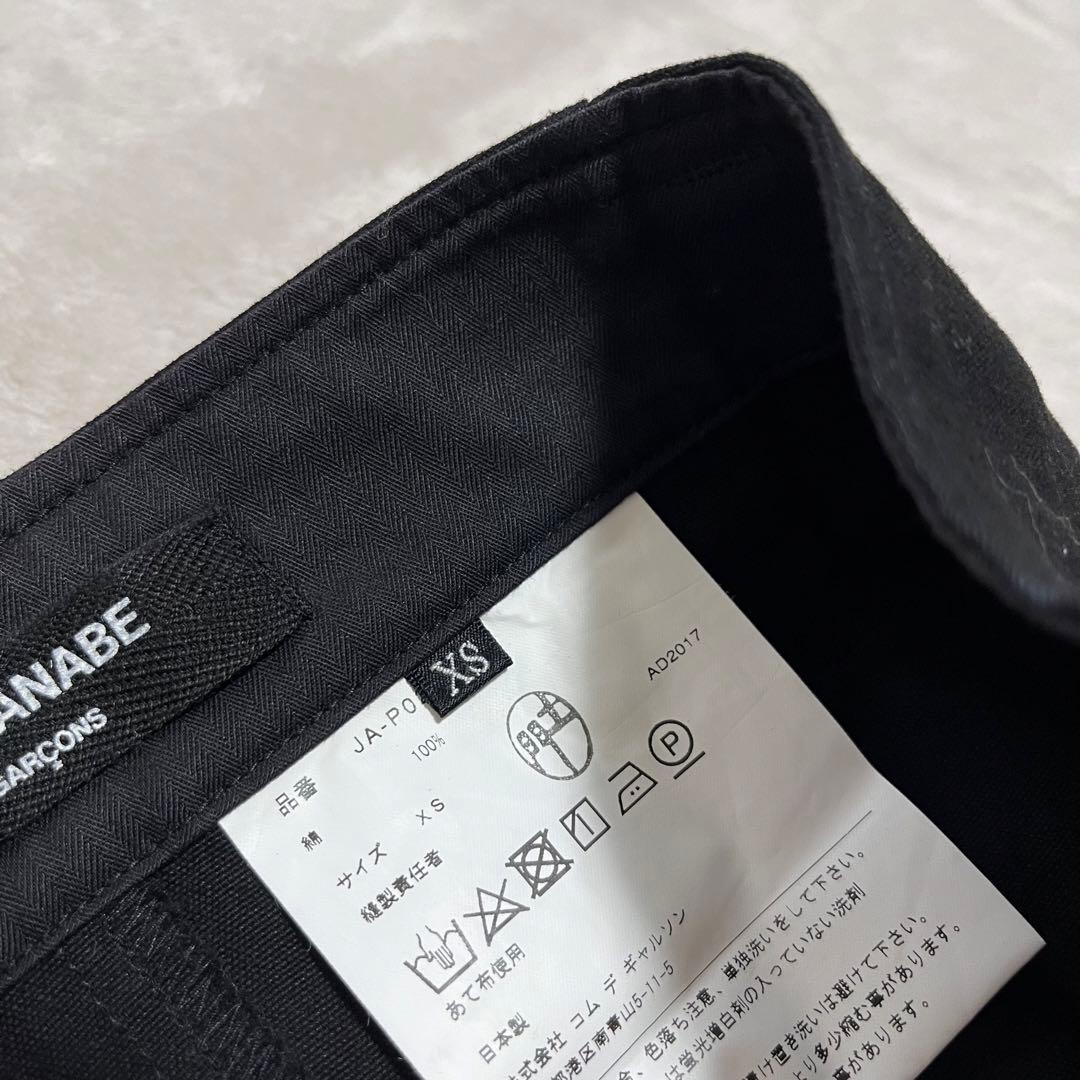 ANABE
GARÇONS
XS
品番 JA-P0
AD2017
綿 100%
サイズ XS
縫製責任者
1
P
あて布使用
日本製
株式会社 コム デ ギャルソン
都港区南青山5-11-5
色落ち注意、単独洗いをして下さい。
は蛍光増白剤の入っていない洗剤
け置き洗いは避けて下さい。
より多少縮む事があります。
事があります。